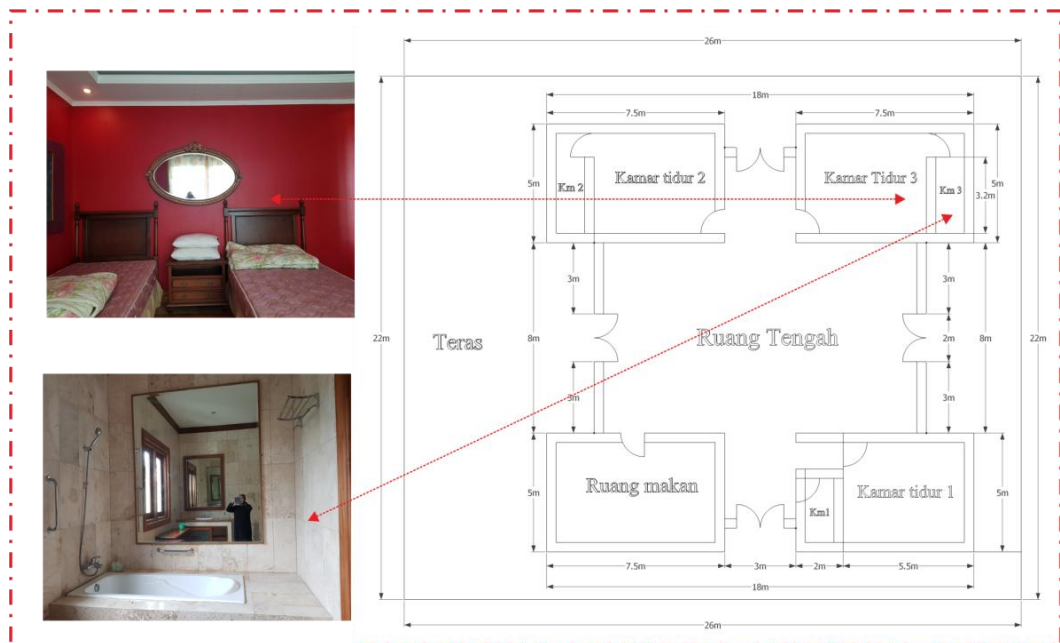 26m
18m
7.5m
7.5m
5m
Km 2
Kamar tidur 2
Kamar Tidur 3
Km 3
3.2m
5m
3m
3m
22m
Teras
8m
Ruang Tengah
2m
8m
22m
3m
3m
5m
Ruang makan
Km1
Kamar tidur 1
5m
7.5m
3m
2m
5.5m
18m
26m